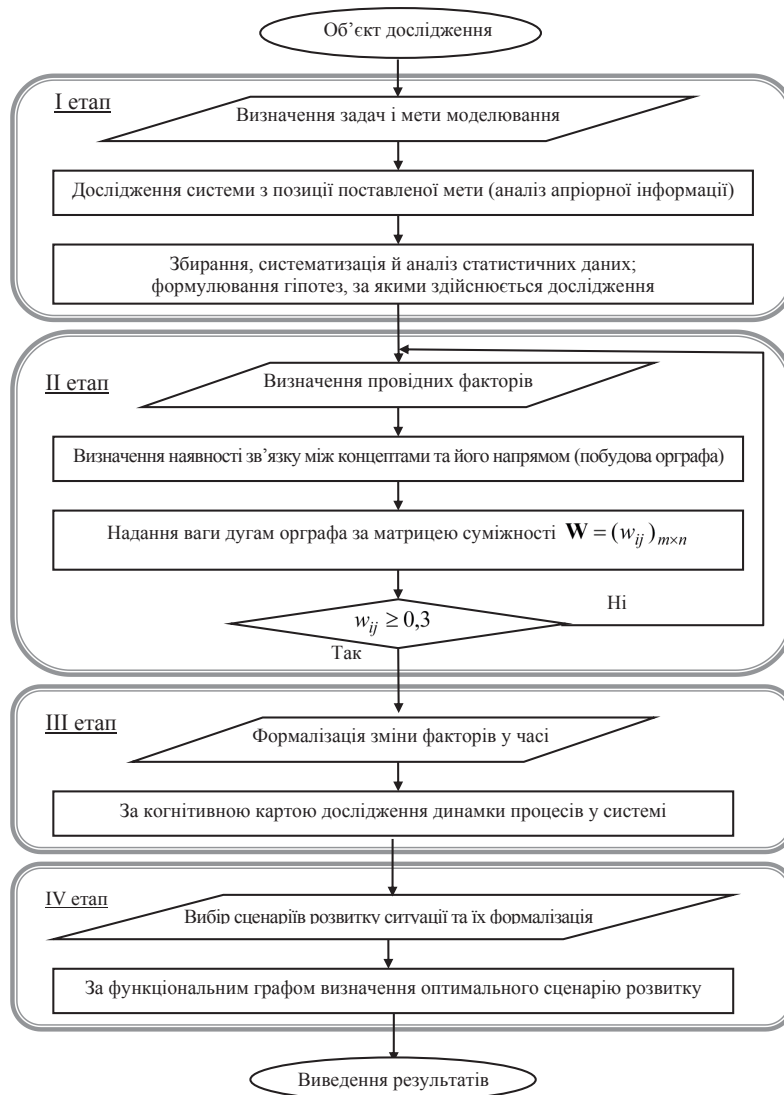 Об’єкт дослідження
І етап
Визначення задач і мети моделювання
Дослідження системи з позиції поставленої мети (аналіз апріорної інформації)
Збирання, систематизація й аналіз статистичних даних;
формулювання гіпотез, за якими здійснюється дослідження
ІІ етап
Визначення провідних факторів
Визначення наявності зв’язку між концептами та його напрямом (побудова орграфа)
Надання ваги дугам орграфа за матрицею суміжності W = (w_{ij})_{m×n}
w_{ij} ≥ 0,3
Ні
Так
ІІІ етап
Формалізація зміни факторів у часі
За когнітивною картою дослідження динамки процесів у системі
IV етап
Вибір сценаріїв розвитку ситуації та їх формалізація
За функціональним графом визначення оптимального сценарію розвитку
Виведення результатів